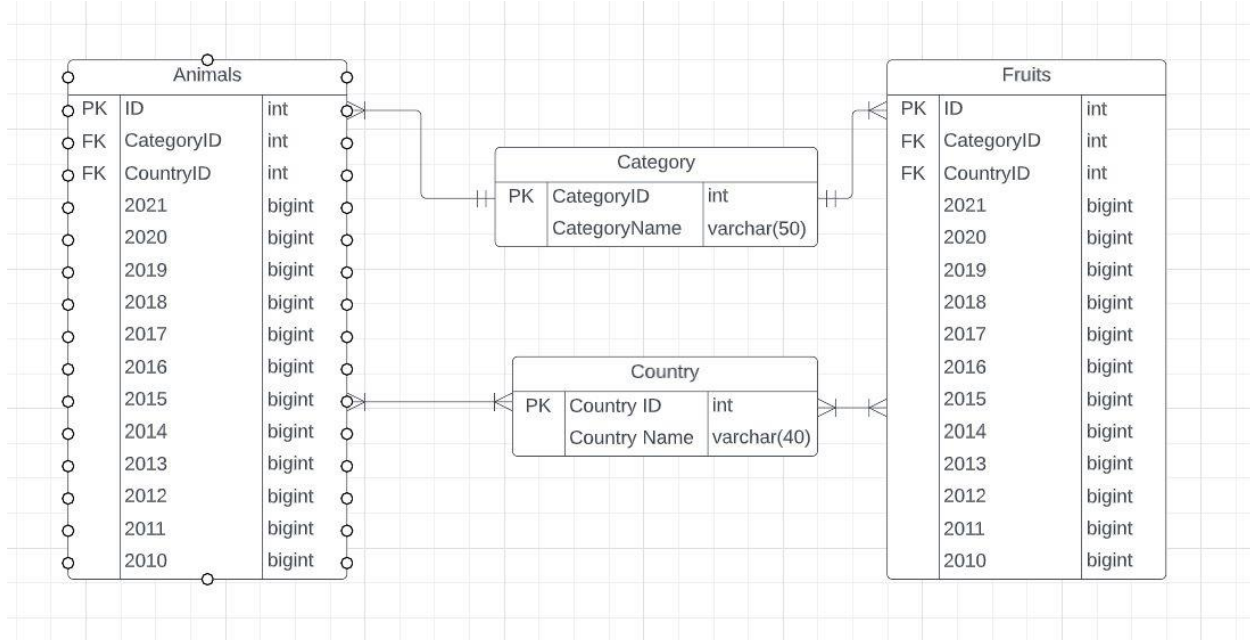 Animals
PK ID int
FK CategoryID int
FK CountryID int
2021 bigint
2020 bigint
2019 bigint
2018 bigint
2017 bigint
2016 bigint
2015 bigint
2014 bigint
2013 bigint
2012 bigint
2011 bigint
2010 bigint
Category
PK CategoryID int
CategoryName varchar(50)
Country
PK Country ID int
Country Name varchar(40)
Fruits
PK ID int
FK CategoryID int
FK CountryID int
2021 bigint
2020 bigint
2019 bigint
2018 bigint
2017 bigint
2016 bigint
2015 bigint
2014 bigint
2013 bigint
2012 bigint
2011 bigint
2010 bigint